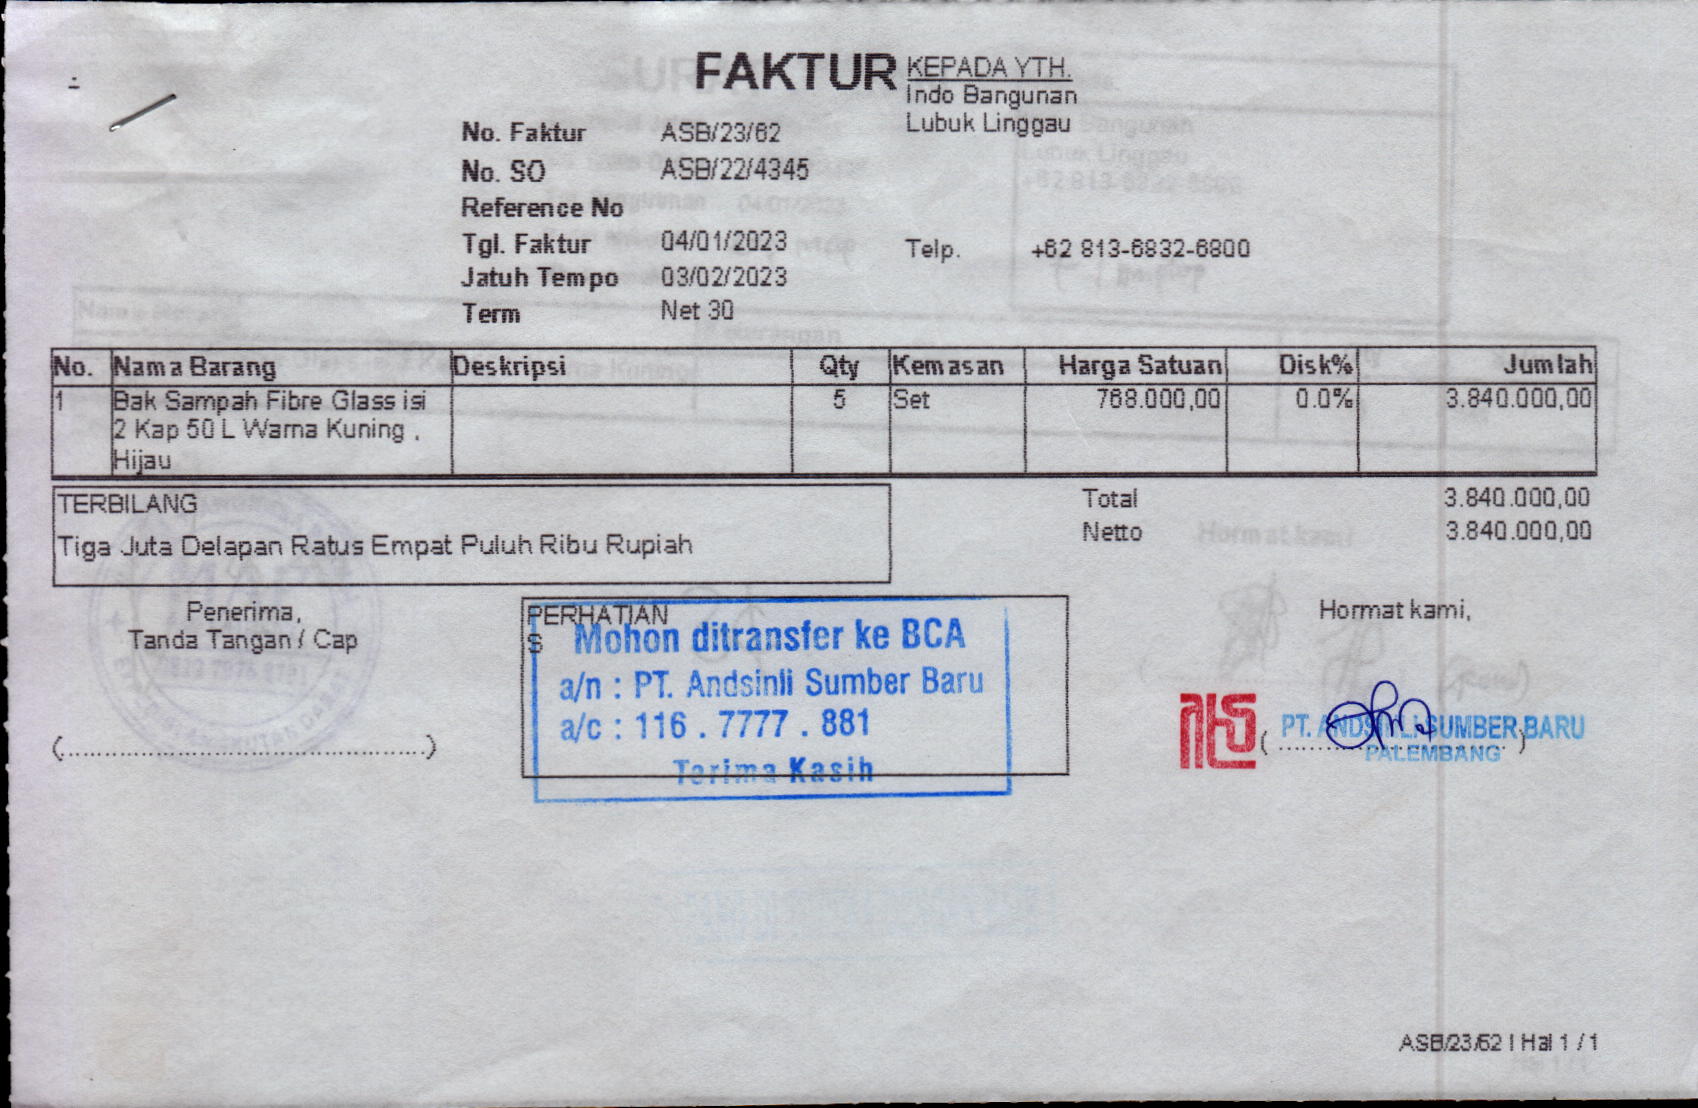 FAKTUR
KEPADA YTH.
Indo Bangunan
Lubuk Linggau
No. Faktur ASB/23/62
No. SO ASB/22/4345
Reference No
Tgl. Faktur 04/01/2023
Telp. +62 813-6832-6800
Jatuh Tempo 03/02/2023
Term Net 30
No. Nama Barang Deskripsi Qty Kemasan Harga Satuan Disk% Jumlah
1 Bak Sampah Fibre Glass isi 5 Set 768.000,00 0.0% 3.840.000,00
2 Kap 50 L Warna Kuning ,
Hijau
TERBILANG
Tiga Juta Delapan Ratus Empat Puluh Ribu Rupiah
Total 3.840.000,00
Netto 3.840.000,00
Penerima,
Tanda Tangan / Cap
(......................................................)
PERHATIAN
S
Mohon ditransfer ke BCA
a/n : PT. Andsinli Sumber Baru
a/c : 116 . 7777 . 881
Terima Kasih
Hormat kami,
PT. ANDSINLI SUMBER BARU
PALEMBANG
ASB/23/62 | Hal 1 / 1